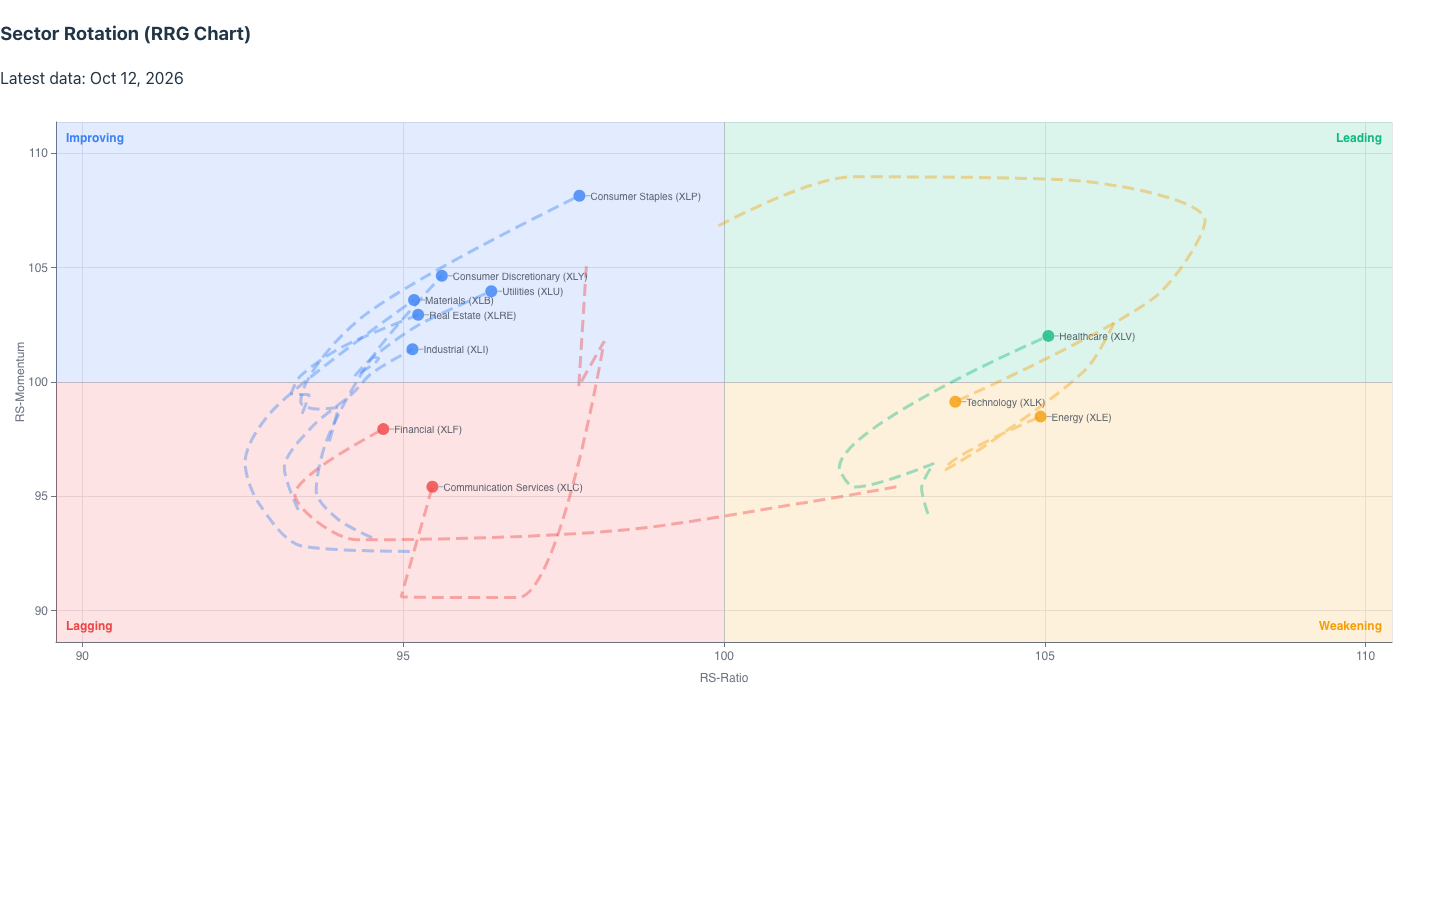 Sector Rotation (RRG Chart)
Latest data: Oct 12, 2026
Improving
Leading
110
Consumer Staples (XLP)
105
Consumer Discretionary (XLY)
Utilities (XLU)
Materials (XLB)
Real Estate (XLRE)
Healthcare (XLV)
Industrial (XLI)
RS-Momentum
100
Technology (XLK)
Energy (XLE)
Financial (XLF)
Communication Services (XLC)
95
90
Lagging
Weakening
90
95
100
105
110
RS-Ratio